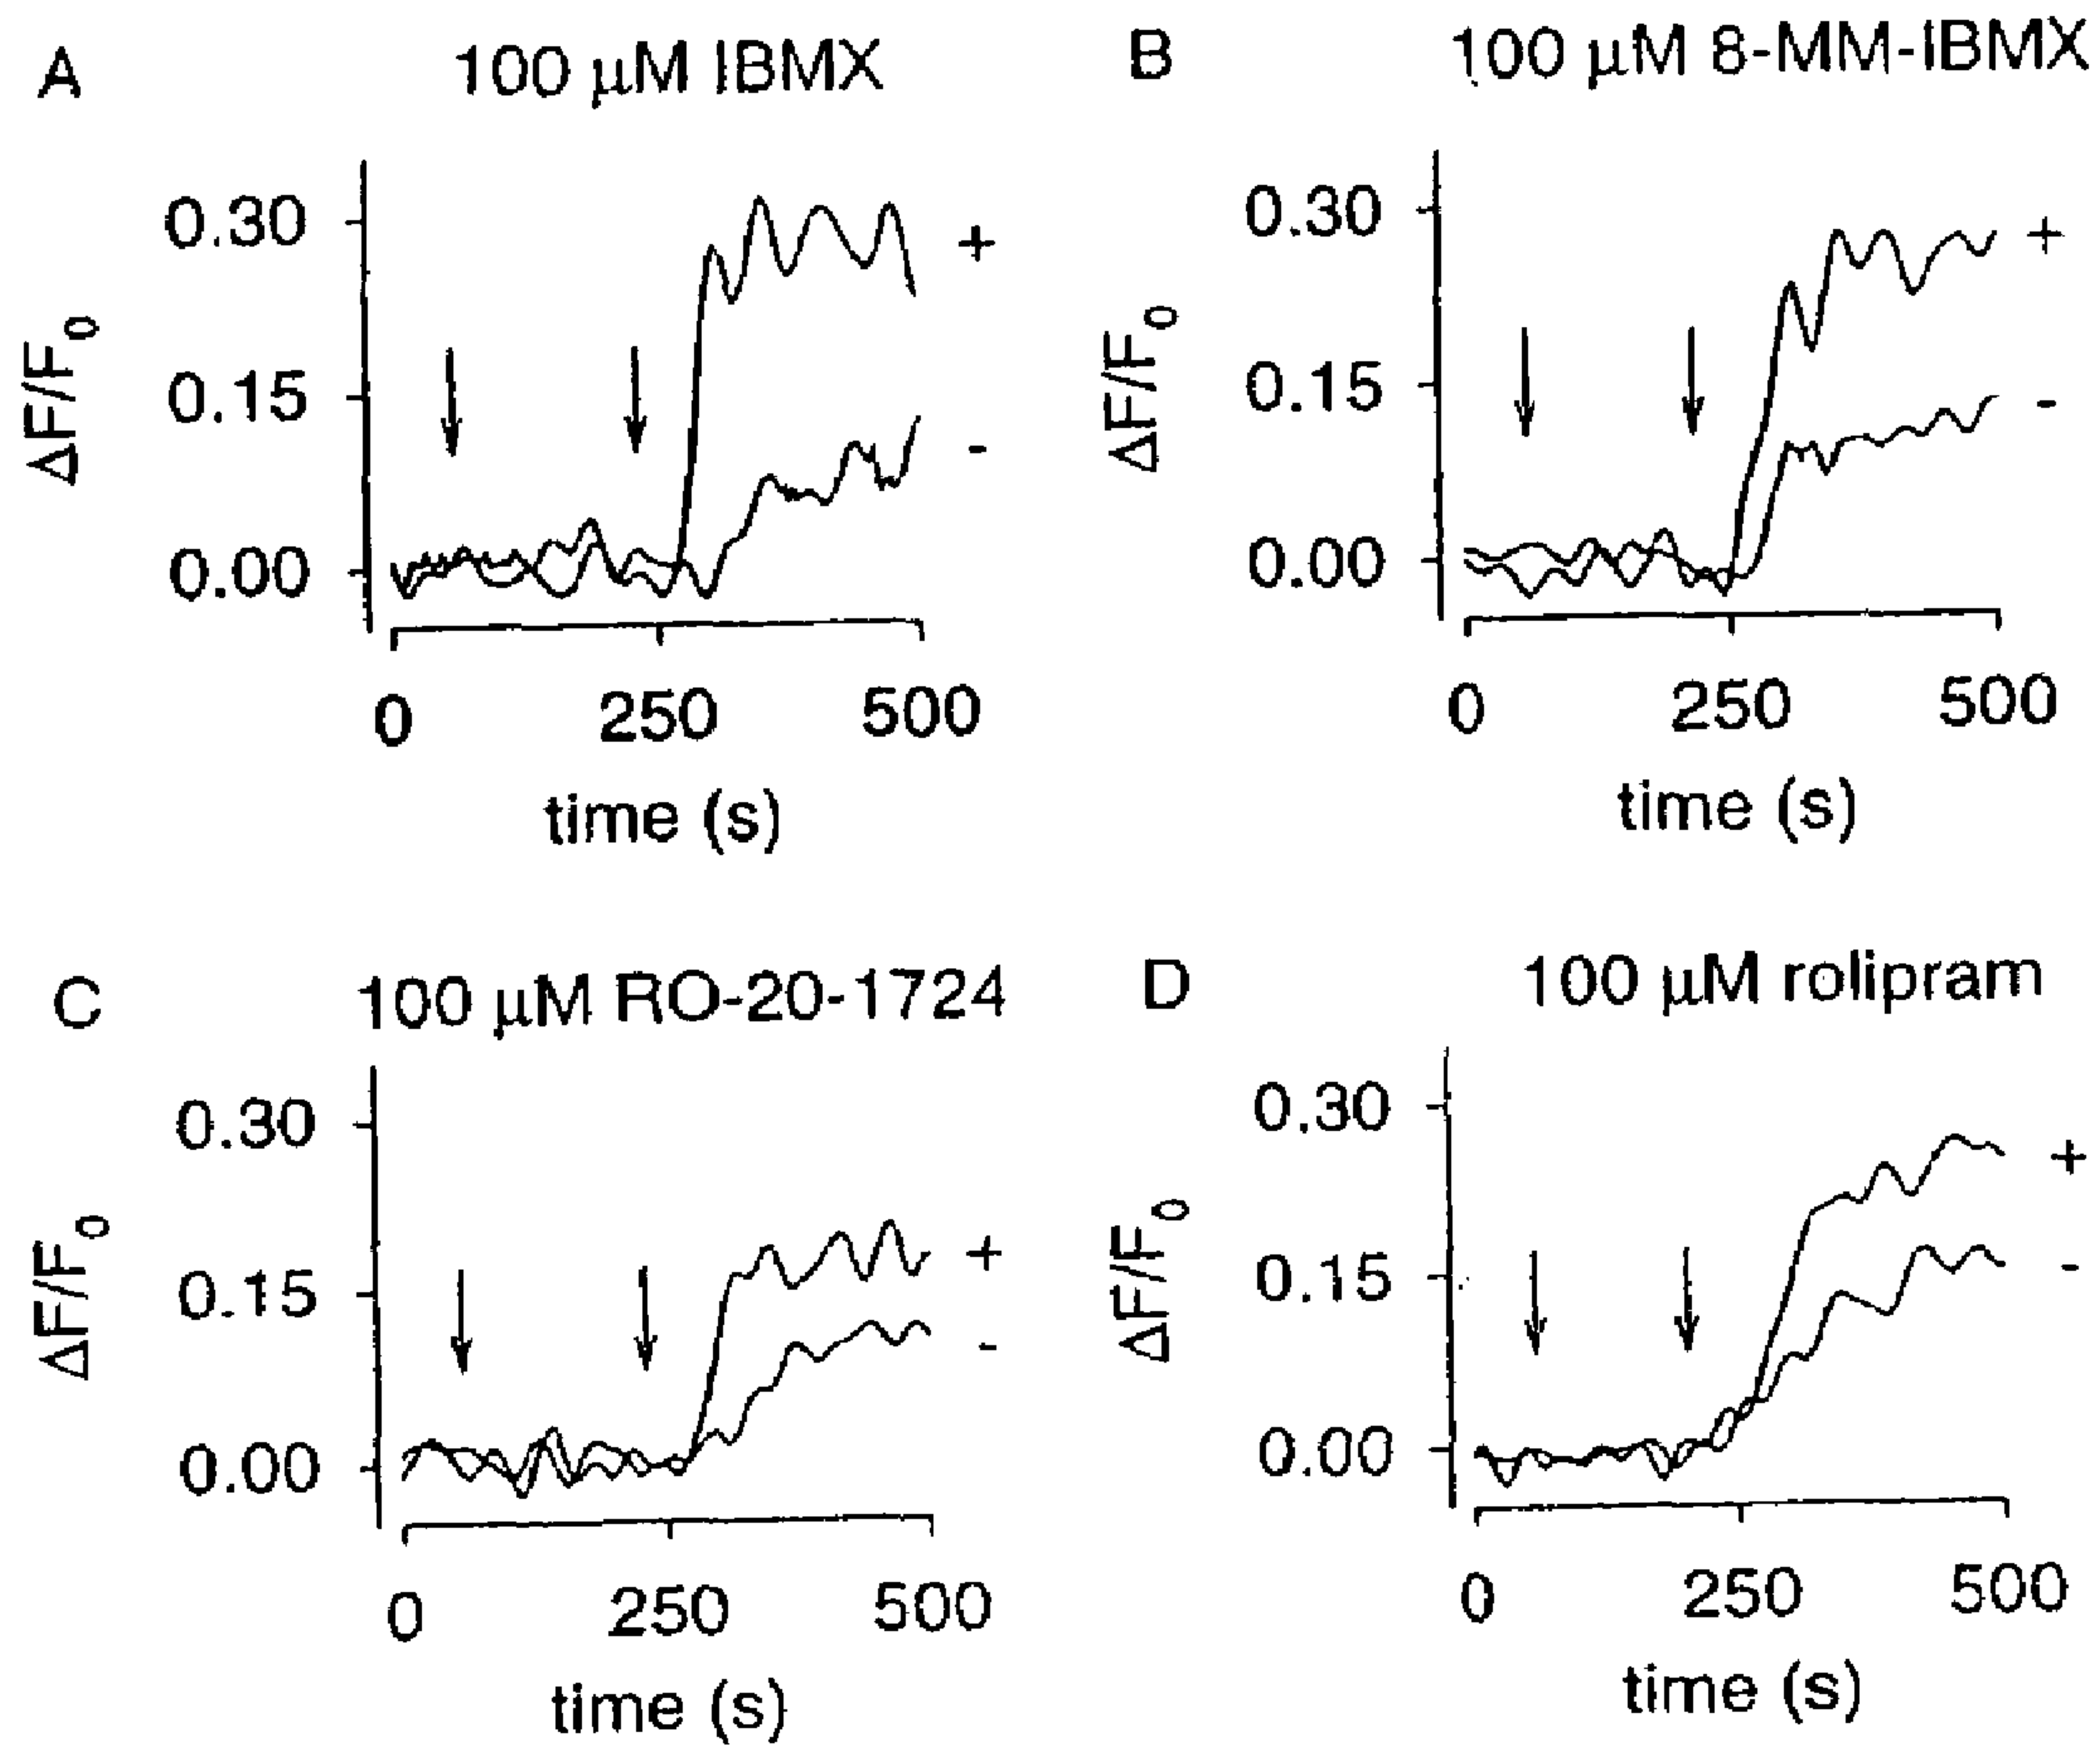 A 100 µM IBMX
0.30
0.15
0.00
ΔF/F0
+
-
0 250 500
time (s)
B 100 µM 8-MM-IBMX
0.30
0.15
0.00
ΔF/F0
+
-
0 250 500
time (s)
C 100 µM RO-20-1724
0.30
0.15
0.00
ΔF/F0
+
-
0 250 500
time (s)
D 100 µM rolipram
0.30
0.15
0.00
ΔF/F0
+
-
0 250 500
time (s)